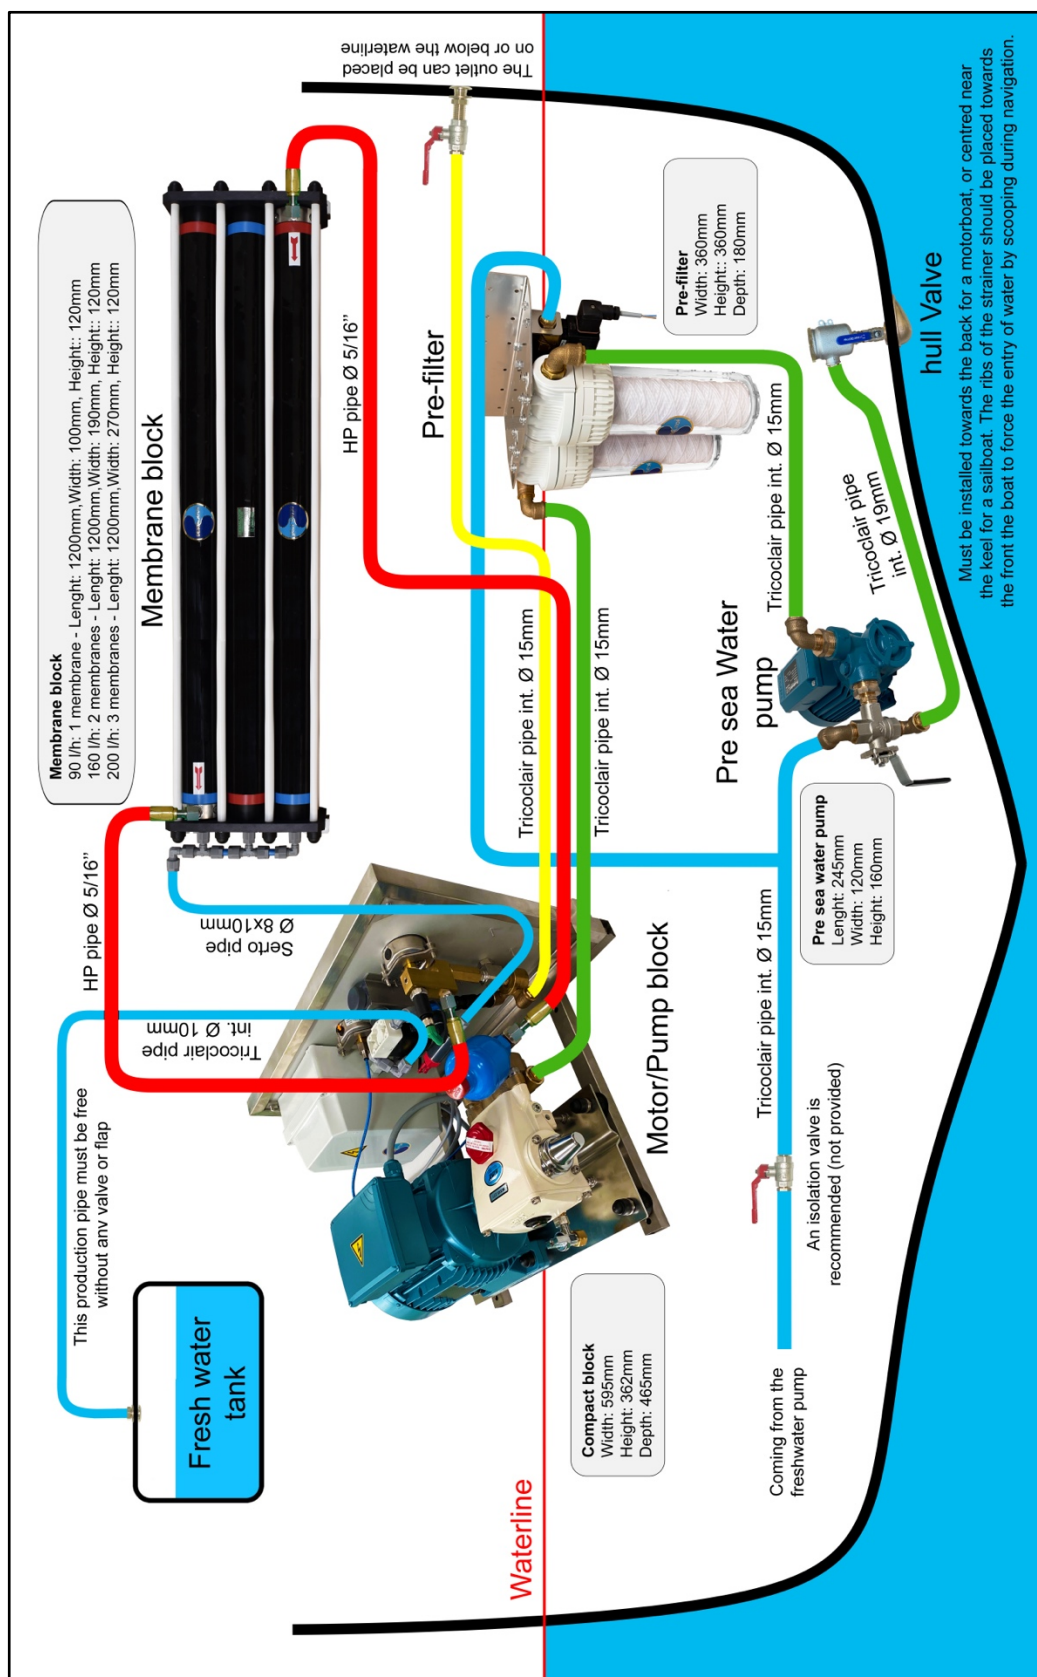 Membrane block
90 l/h: 1 membrane - Lenght: 1200mm,Width: 100mm, Height:: 120mm
160 l/h: 2 membranes - Lenght: 1200mm,Width: 190mm, Height:: 120mm
200 l/h: 3 membranes - Lenght: 1200mm,Width: 270mm, Height:: 120mm
Membrane block
The outlet can be placed
on or below the waterline
HP pipe Ø 5/16”
HP pipe Ø 5/16”
Serto pipe
Ø 8x10mm
Tricoclair pipe
int. Ø 10mm
This production pipe must be free
without any valve or flap
Fresh water
tank
Waterline
Pre-filter
Pre-filter
Width: 360mm
Height:: 360mm
Depth: 180mm
Tricoclair pipe int. Ø 15mm
Tricoclair pipe int. Ø 15mm
Tricoclair pipe int. Ø 15mm
Motor/Pump block
Compact block
Width: 595mm
Height: 362mm
Depth: 465mm
Pre sea Water
pump
Pre sea water pump
Lenght: 245mm
Width: 120mm
Height: 160mm
Tricoclair pipe
int. Ø 19mm
hull Valve
Must be installed towards the back for a motorboat, or centred near
the keel for a sailboat. The ribs of the strainer should be placed towards
the front the boat to force the entry of water by scooping during navigation.
Tricoclair pipe int. Ø 15mm
An isolation valve is
recommended (not provided)
Coming from the
freshwater pump